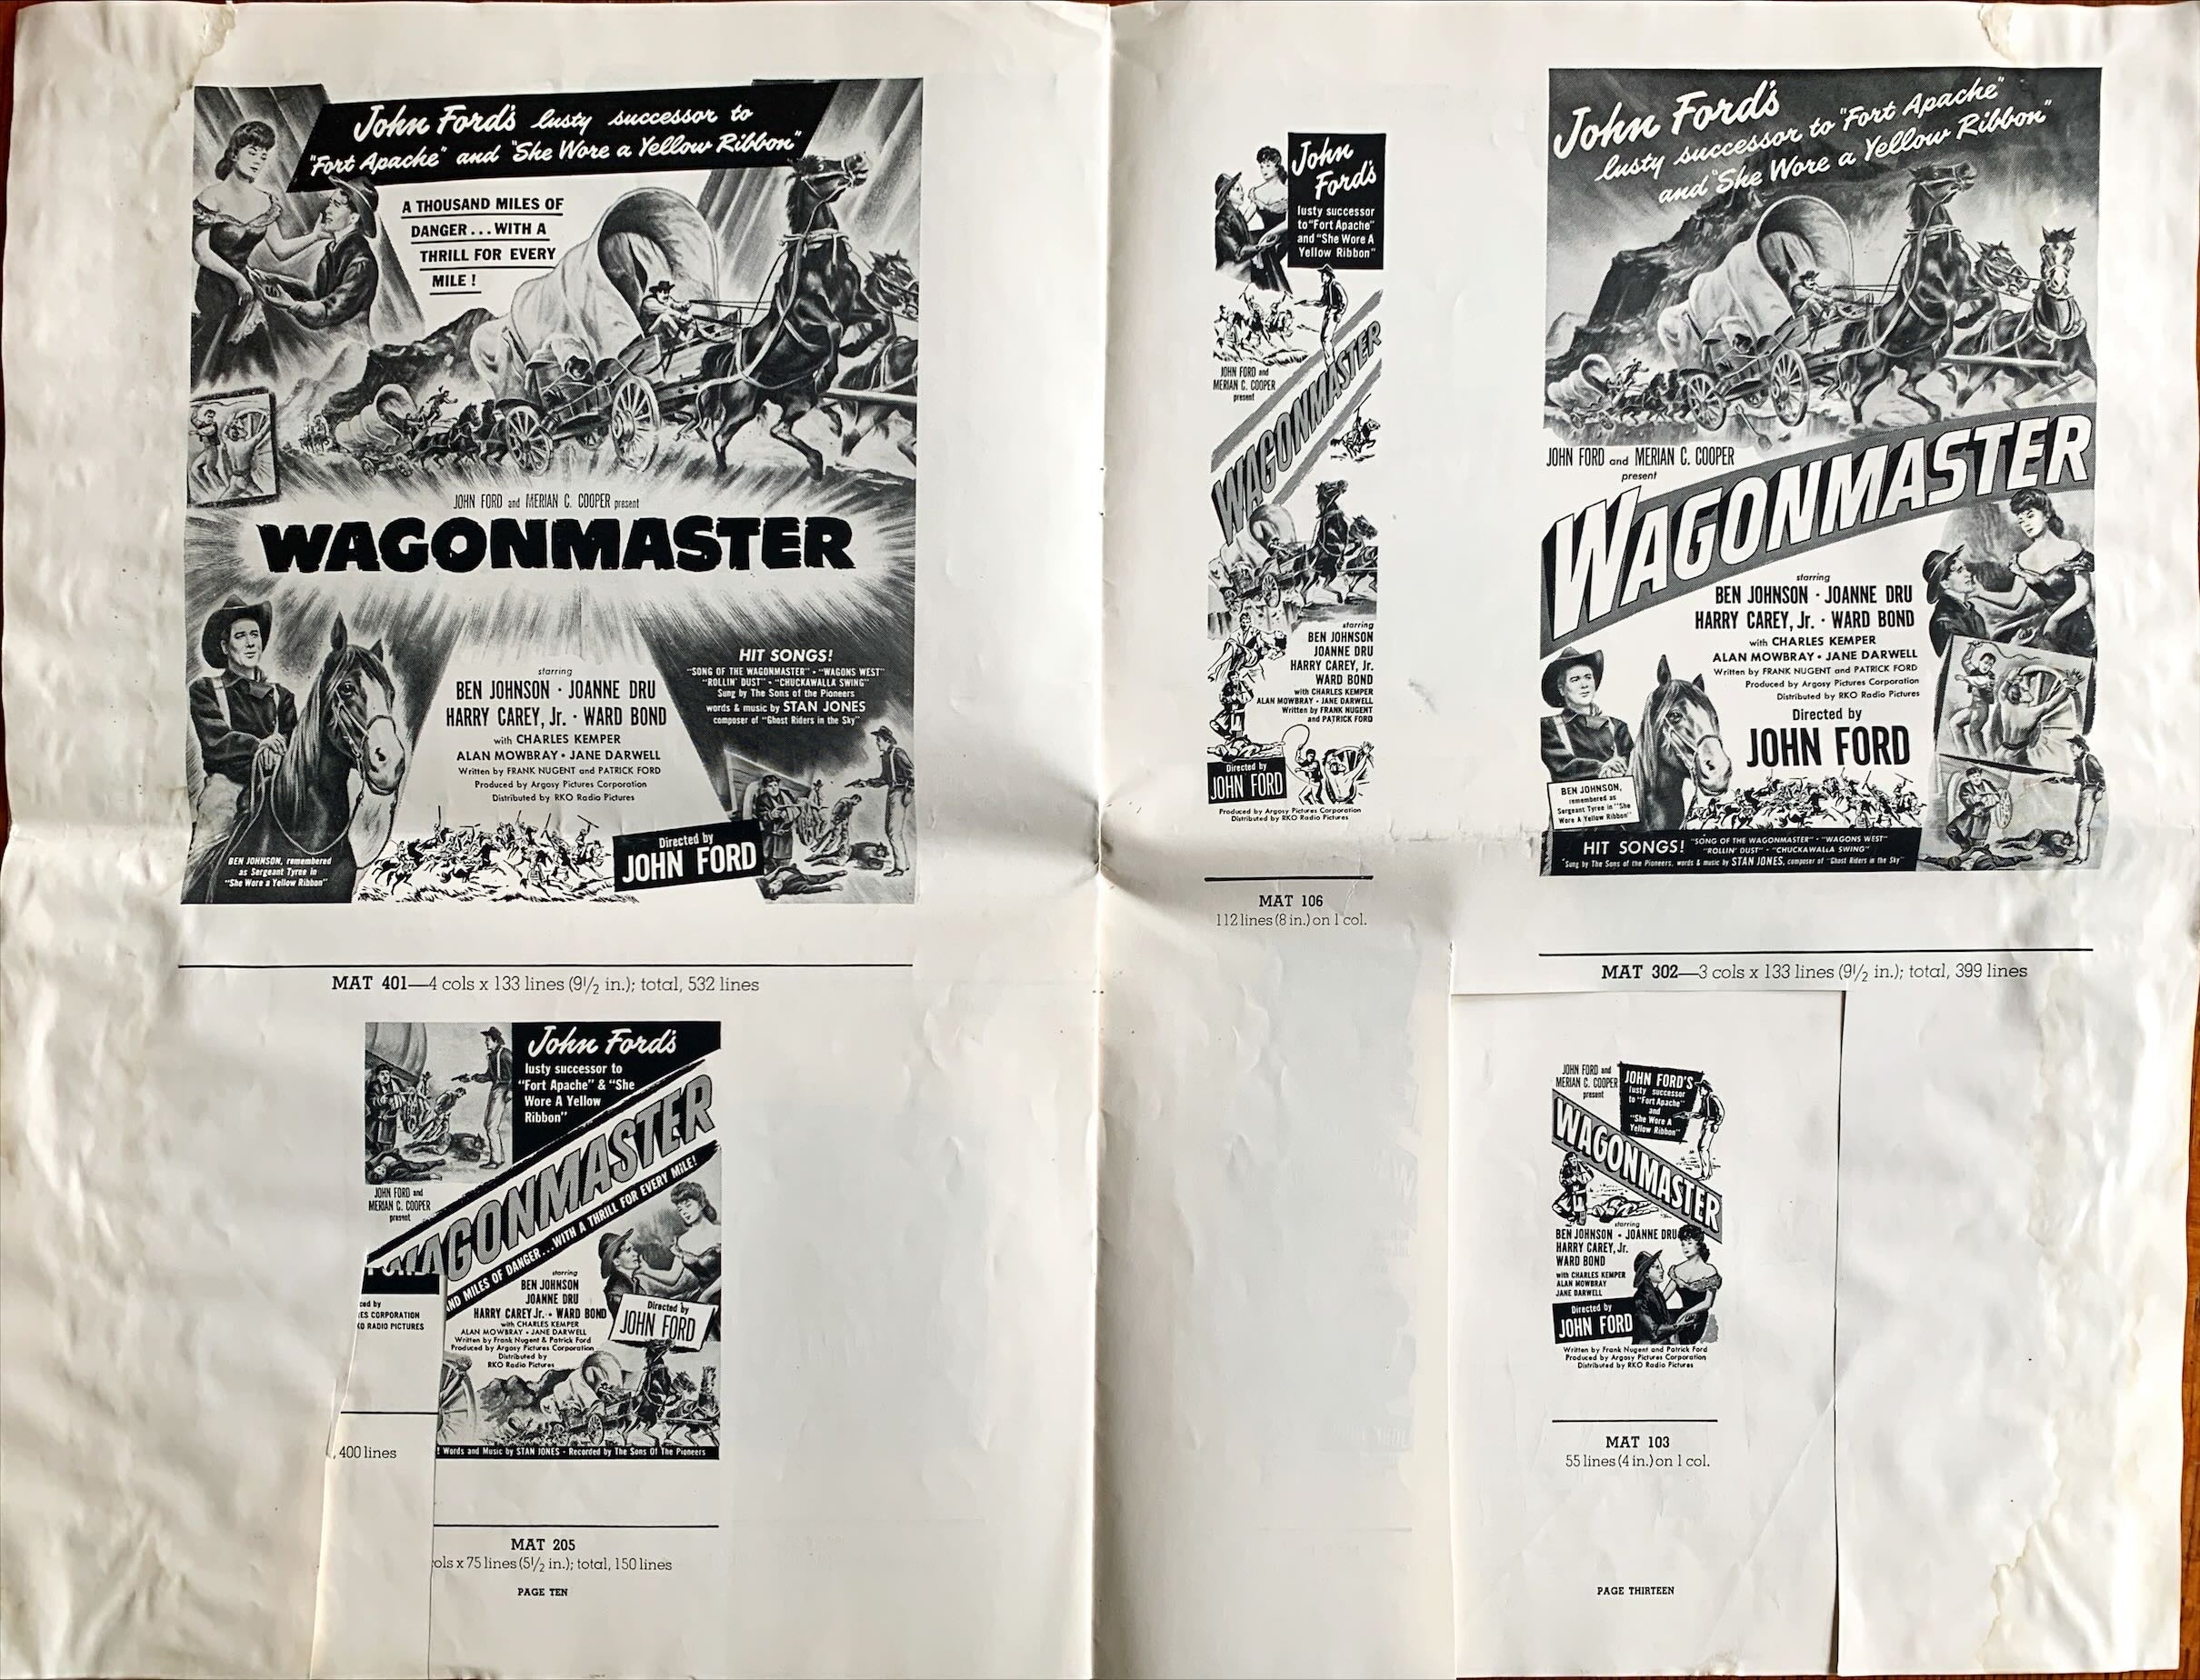 John Ford's lusty successor to
"Fort Apache" and "She Wore a Yellow Ribbon"
A THOUSAND MILES OF
DANGER...WITH A
THRILL FOR EVERY
MILE!
JOHN FORD and MERIAN C. COOPER present
WAGONMASTER
starring
BEN JOHNSON · JOANNE DRU
HARRY CAREY, Jr. · WARD BOND
with CHARLES KEMPER
ALAN MOWBRAY · JANE DARWELL
Written by FRANK NUGENT and PATRICK FORD
Produced by Argosy Pictures Corporation
Distributed by RKO Radio Pictures
HIT SONGS!
"SONG OF THE WAGONMASTER" · "WAGONS WEST"
"ROLLIN' DUST" · "CHUCKAWALLA SWING"
Sung by The Sons of the Pioneers
words & music by STAN JONES
composer of "Ghost Riders in the Sky"
BEN JOHNSON, remembered
as Sergeant Tyree in
"She Wore a Yellow Ribbon"
Directed by
JOHN FORD
MAT 401—4 cols x 133 lines (9½ in.); total, 532 lines
John Ford's
lusty successor to
"Fort Apache" & "She
Wore A Yellow
Ribbon"
JOHN FORD and
MERIAN C. COOPER
present
WAGONMASTER
ND MILES OF DANGER...WITH A THRILL FOR EVERY MILE!
starring
BEN JOHNSON
JOANNE DRU
HARRY CAREY Jr. · WARD BOND
with CHARLES KEMPER
ALAN MOWBRAY · JANE DARWELL
Written by Frank Nugent & Patrick Ford
Produced by Argosy Pictures Corporation
Distributed by
RKO Radio Pictures
Directed by
JOHN FORD
! Words and Music by STAN JONES · Recorded by The Sons Of The Pioneers
ced by
ES CORPORATION
O RADIO PICTURES
, 400 lines
MAT 205
ols x 75 lines (5½ in.); total, 150 lines
PAGE TEN
John
Ford's
lusty successor
to "Fort Apache"
and "She Wore A
Yellow Ribbon"
JOHN FORD and
MERIAN C. COOPER
present
WAGONMASTER
starring
BEN JOHNSON
JOANNE DRU
HARRY CAREY, Jr.
WARD BOND
with CHARLES KEMPER
ALAN MOWBRAY · JANE DARWELL
Written by FRANK NUGENT
and PATRICK FORD
Directed by
JOHN FORD
Produced by Argosy Pictures Corporation
Distributed by RKO Radio Pictures
MAT 106
112 lines (8 in.) on 1 col.
John Ford's
lusty successor to "Fort Apache"
and "She Wore a Yellow Ribbon"
JOHN FORD and MERIAN C. COOPER
present
WAGONMASTER
starring
BEN JOHNSON · JOANNE DRU
HARRY CAREY, Jr. · WARD BOND
with CHARLES KEMPER
ALAN MOWBRAY · JANE DARWELL
Written by FRANK NUGENT and PATRICK FORD
Produced by Argosy Pictures Corporation
Distributed by RKO Radio Pictures
Directed by
JOHN FORD
BEN JOHNSON,
remembered as
Sergeant Tyree in "She
Wore A Yellow Ribbon"
HIT SONGS! "SONG OF THE WAGONMASTER" · "WAGONS WEST"
"ROLLIN' DUST" · "CHUCKAWALLA SWING"
Sung by The Sons of the Pioneers, words & music by STAN JONES, composer of "Ghost Riders in the Sky"
MAT 302—3 cols x 133 lines (9½ in.); total, 399 lines
JOHN FORD and
MERIAN C. COOPER
present
JOHN FORD'S
lusty successor
to "Fort Apache"
and
"She Wore A
Yellow Ribbon"
WAGONMASTER
starring
BEN JOHNSON · JOANNE DRU
HARRY CAREY, Jr.
WARD BOND
with CHARLES KEMPER
ALAN MOWBRAY
JANE DARWELL
Directed by
JOHN FORD
Written by Frank Nugent and Patrick Ford
Produced by Argosy Pictures Corporation
Distributed by RKO Radio Pictures
MAT 103
55 lines (4 in.) on 1 col.
PAGE THIRTEEN